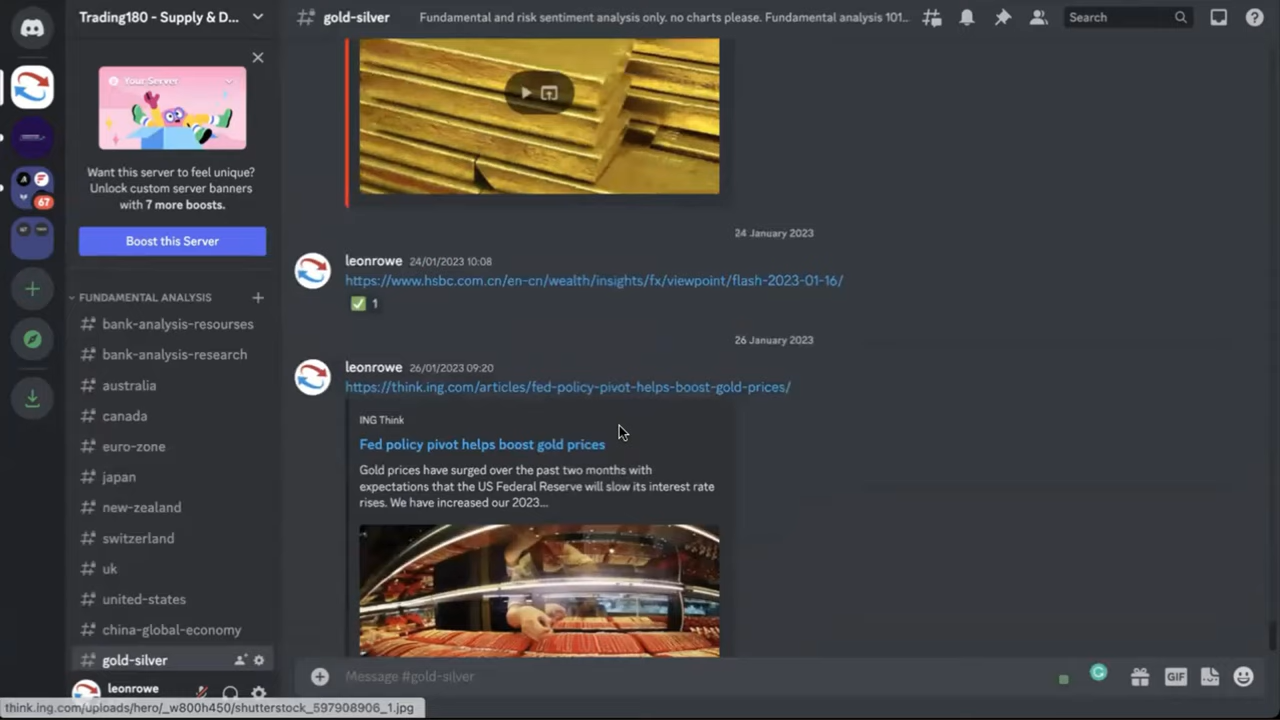 Trading180 - Supply & D...
# gold-silver
Fundamental and risk sentiment analysis only. no charts please. Fundamental analysis 101...
Search
Your Server
Want this server to feel unique?
Unlock custom server banners
with 7 more boosts.
Boost this Server
67
FUNDAMENTAL ANALYSIS
# bank-analysis-resourses
# bank-analysis-research
# australia
# canada
# euro-zone
# japan
# new-zealand
# switzerland
# uk
# united-states
# china-global-economy
# gold-silver
leonrowe
24 January 2023
leonrowe 24/01/2023 10:08
https://www.hsbc.com.cn/en-cn/wealth/insights/fx/viewpoint/flash-2023-01-16/
1
26 January 2023
leonrowe 26/01/2023 09:20
https://think.ing.com/articles/fed-policy-pivot-helps-boost-gold-prices/
ING Think
Fed policy pivot helps boost gold prices
Gold prices have surged over the past two months with
expectations that the US Federal Reserve will slow its interest rate
rises. We have increased our 2023...
Message #gold-silver
GIF
think.ing.com/uploads/hero/_w800h450/shutterstock_597908906_1.jpg